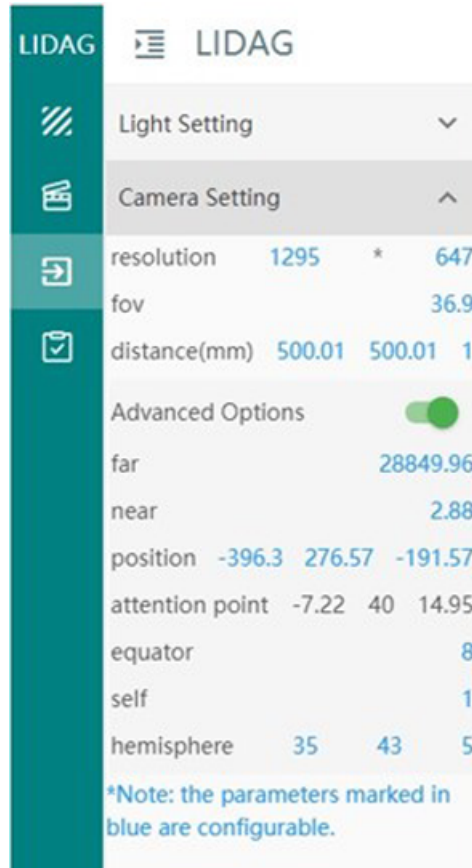 LIDAG LIDAG
Light Setting
Camera Setting
resolution 1295 * 647
fov 36.9
distance(mm) 500.01 500.01 1
Advanced Options
far 28849.96
near 2.88
position -396.3 276.57 -191.57
attention point -7.22 40 14.95
equator 8
self 1
hemisphere 35 43 5
*Note: the parameters marked in
blue are configurable.